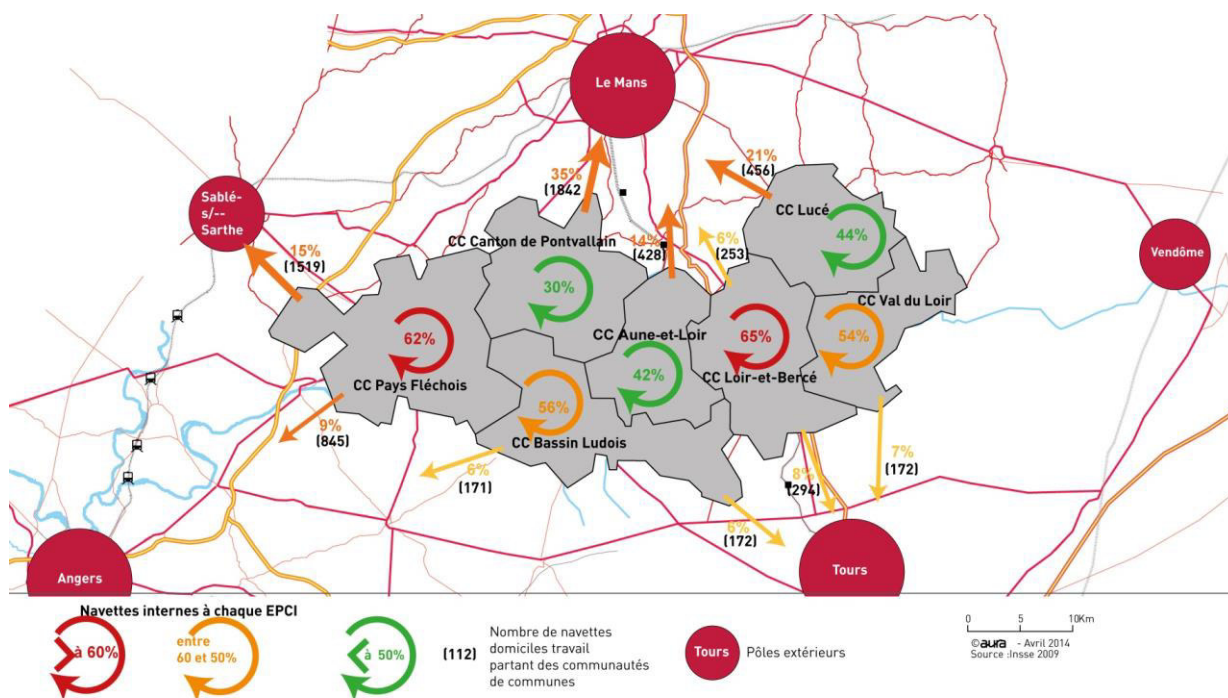 Le Mans
21%
(456)
35%
(1842
Sablé-
s/--
Sarthe
CC Lucé
CC Canton de Pontvallain
14%
(428)
6%
(253)
44%
Vendôme
15%
(1519)
30%
CC Val du Loir
CC Aune-et-Loir
62%
65%
54%
CC Pays Fléchois
42%
CC Loir-et-Bercé
56%
9%
(845)
CC Bassin Ludois
6%
(171)
8%
(294)
7%
(172)
6%
(172)
Angers
Tours
Navettes internes à chaque EPCI
> à 60%
entre
60 et 50%
< à 50%
(112)
Nombre de navettes
domiciles travail
partant des communautés
de communes
Tours
Pôles extérieurs
0 5 10Km
©aura - Avril 2014
Source :Insse 2009